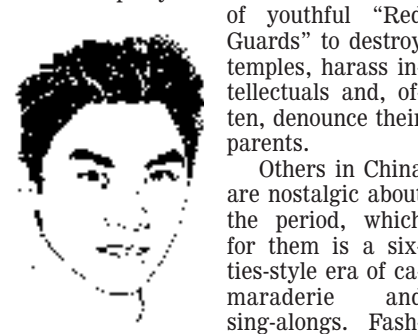 of youthful “Red
Guards” to destroy
temples, harass in-
tellectuals and, of-
ten, denounce their
parents.
Others in China
are nostalgic about
the period, which
for them is a six-
ties-style era of ca-
maraderie and
sing-alongs. Fash-